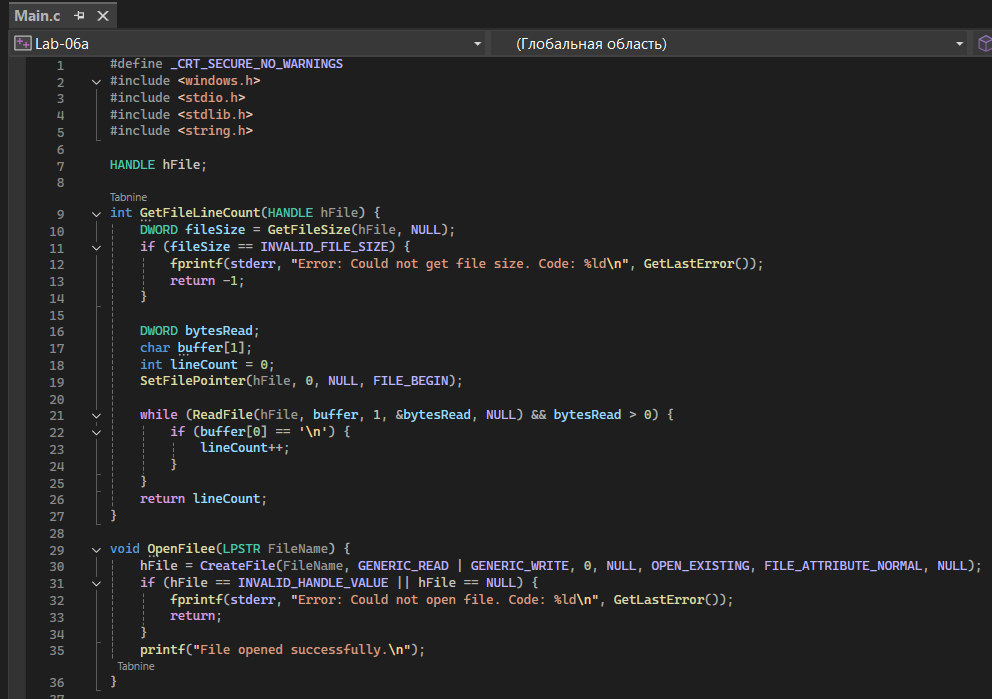 Main.c
Lab-06a (Глобальная область)
1 #define _CRT_SECURE_NO_WARNINGS
2 #include <windows.h>
3 #include <stdio.h>
4 #include <stdlib.h>
5 #include <string.h>
6
7 HANDLE hFile;
8
Tabnine
9 int GetFileLineCount(HANDLE hFile) {
10 DWORD fileSize = GetFileSize(hFile, NULL);
11 if (fileSize == INVALID_FILE_SIZE) {
12 fprintf(stderr, "Error: Could not get file size. Code: %ld\n", GetLastError());
13 return -1;
14 }
15
16 DWORD bytesRead;
17 char buffer[1];
18 int lineCount = 0;
19 SetFilePointer(hFile, 0, NULL, FILE_BEGIN);
20
21 while (ReadFile(hFile, buffer, 1, &bytesRead, NULL) && bytesRead > 0) {
22 if (buffer[0] == '\n') {
23 lineCount++;
24 }
25 }
26 return lineCount;
27 }
28
29 void OpenFilee(LPSTR FileName) {
30 hFile = CreateFile(FileName, GENERIC_READ | GENERIC_WRITE, 0, NULL, OPEN_EXISTING, FILE_ATTRIBUTE_NORMAL, NULL);
31 if (hFile == INVALID_HANDLE_VALUE || hFile == NULL) {
32 fprintf(stderr, "Error: Could not open file. Code: %ld\n", GetLastError());
33 return;
34 }
35 printf("File opened successfully.\n");
Tabnine
36 }
37